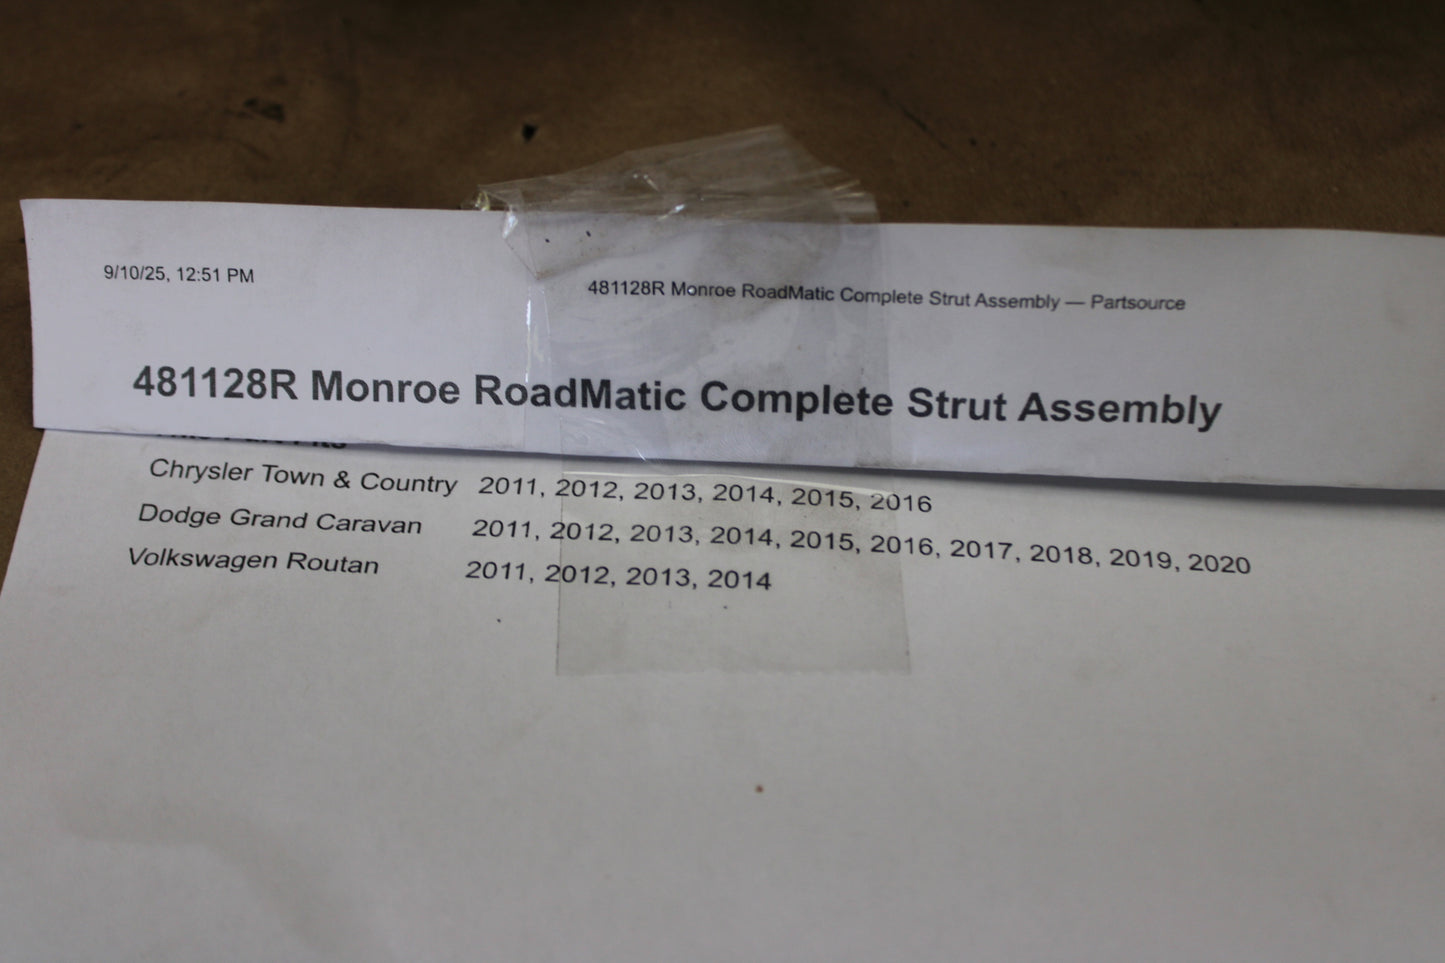 9/10/25, 12:51 PM
481128R Monroe RoadMatic Complete Strut Assembly — Partsource
481128R Monroe RoadMatic Complete Strut Assembly
Chrysler Town & Country 2011, 2012, 2013, 2014, 2015, 2016
Dodge Grand Caravan 2011, 2012, 2013, 2014, 2015, 2016, 2017, 2018, 2019, 2020
Volkswagen Routan 2011, 2012, 2013, 2014